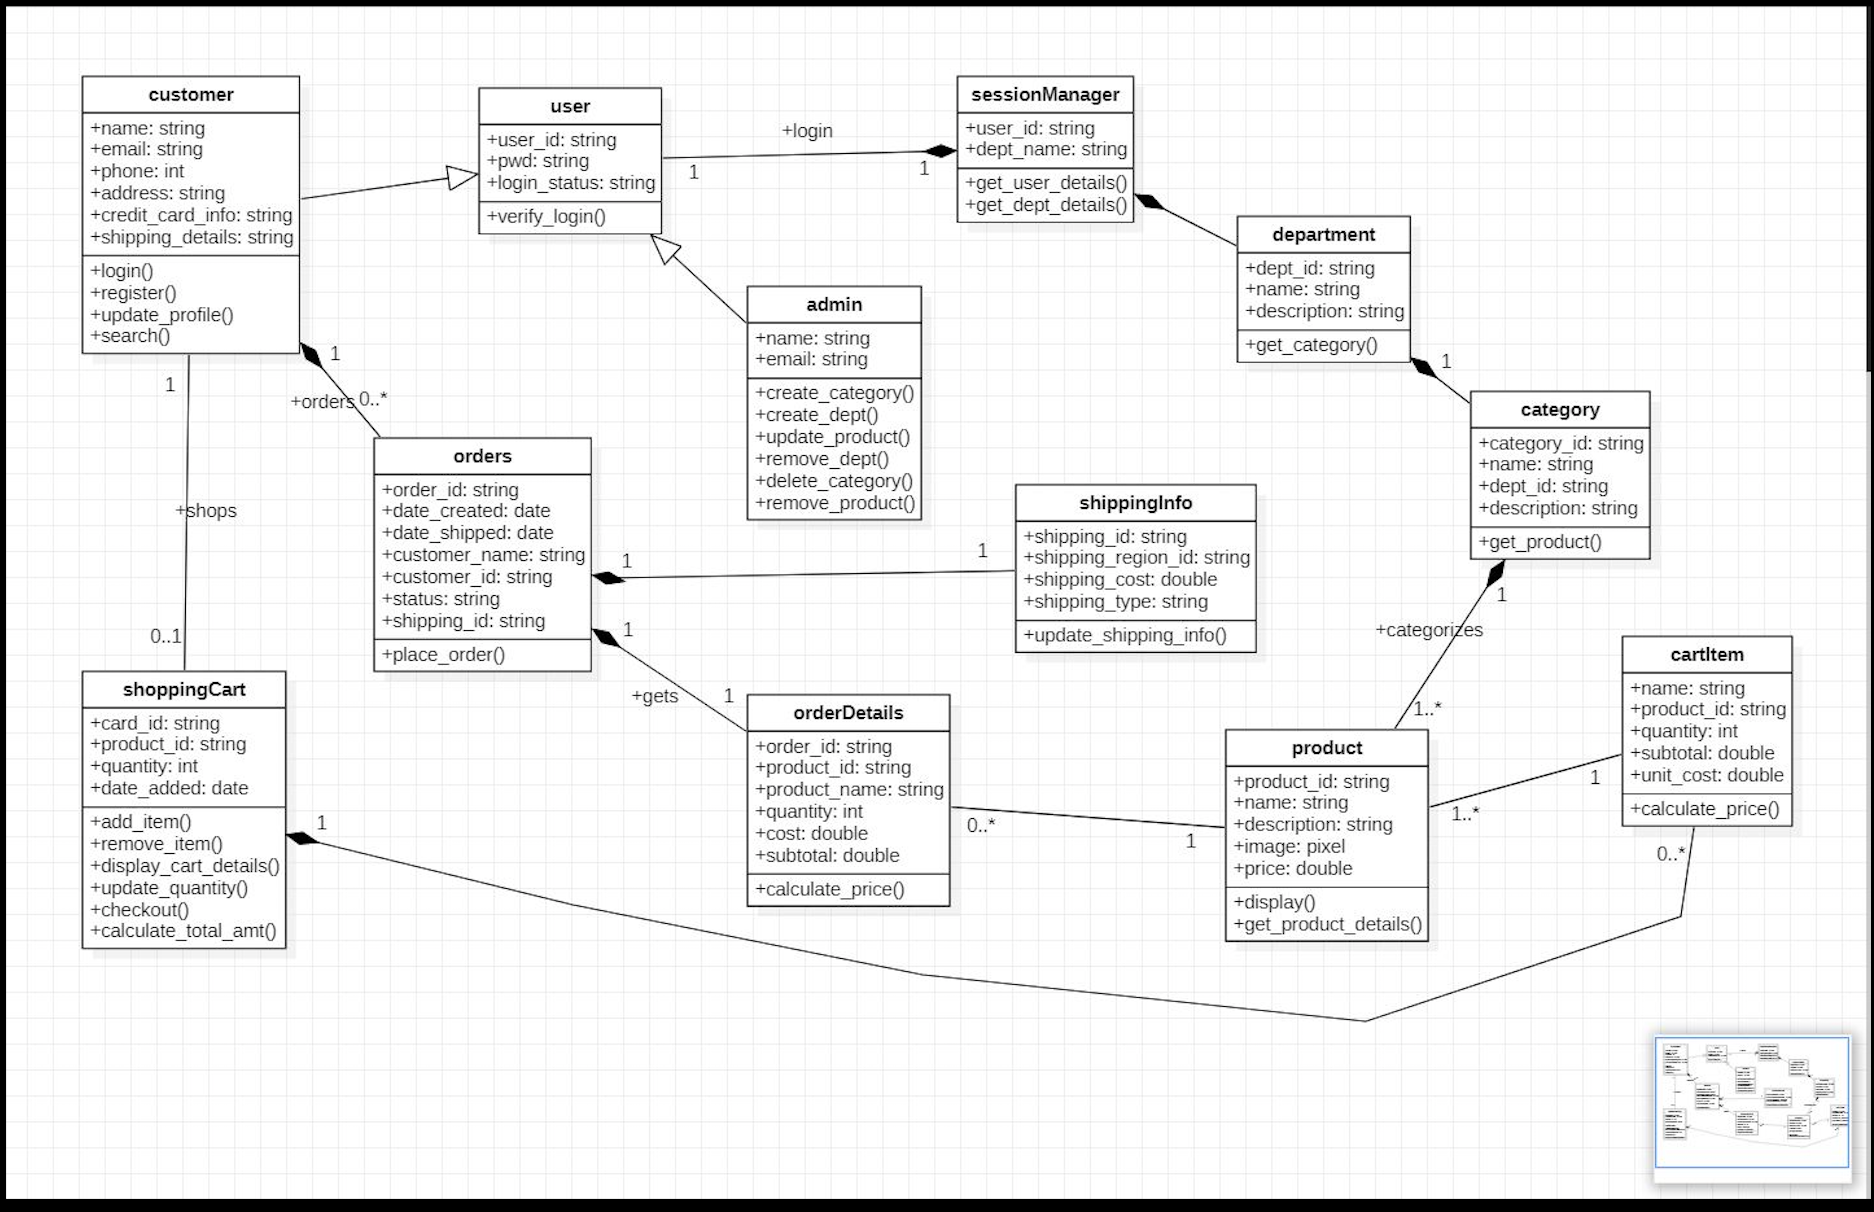 customer
+name: string
+email: string
+phone: int
+address: string
+credit_card_info: string
+shipping_details: string
+login()
+register()
+update_profile()
+search()
user
+user_id: string
+pwd: string
+login_status: string
+verify_login()
+login
1
1
sessionManager
+user_id: string
+dept_name: string
+get_user_details()
+get_dept_details()
department
+dept_id: string
+name: string
+description: string
+get_category()
1
admin
+name: string
+email: string
+create_category()
+create_dept()
+update_product()
+remove_dept()
+delete_category()
+remove_product()
1
+orders
0..*
1
+shops
0..1
orders
+order_id: string
+date_created: date
+date_shipped: date
+customer_name: string
+customer_id: string
+status: string
+shipping_id: string
+place_order()
1
1
shippingInfo
+shipping_id: string
+shipping_region_id: string
+shipping_cost: double
+shipping_type: string
+update_shipping_info()
category
+category_id: string
+name: string
+dept_id: string
+description: string
+get_product()
1
+categorizes
1..*
1
+gets
1
shoppingCart
+card_id: string
+product_id: string
+quantity: int
+date_added: date
+add_item()
+remove_item()
+display_cart_details()
+update_quantity()
+checkout()
+calculate_total_amt()
1
orderDetails
+order_id: string
+product_id: string
+product_name: string
+quantity: int
+cost: double
+subtotal: double
+calculate_price()
0..*
1
product
+product_id: string
+name: string
+description: string
+image: pixel
+price: double
+display()
+get_product_details()
1..*
1
cartItem
+name: string
+product_id: string
+quantity: int
+subtotal: double
+unit_cost: double
+calculate_price()
0..*